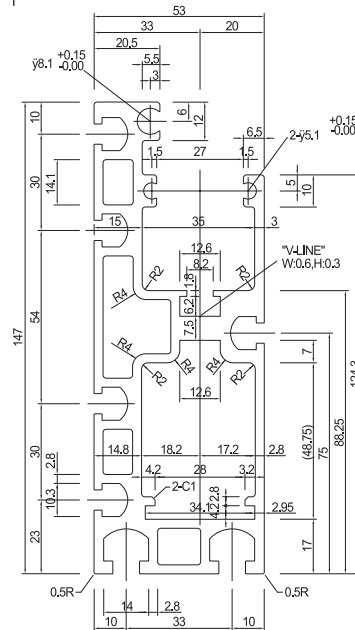 53
33 20
20.5
5.5
3
ÿ8.1 +0.15 -0.00
6
12
10
1.5 27 1.5
6.5
2-ÿ5.1 +0.15 -0.00
5
10
30
14.1
15 35 3
12.6
8.2
"V-LINE"
W:0.6,H:0.3
R2 R2
1.8
6.2
7.5
R4
R4
R4 R4
R2 R2
12.6
7
147
54
124.3
88.25
75
(48.75)
14.8 18.2 17.2 2.8
4.2 28 3.2
2-C1
2.8
4.2
34.1
2.95
30
2.8
10.3
23
17
0.5R 0.5R
14 2.8
10 33 10